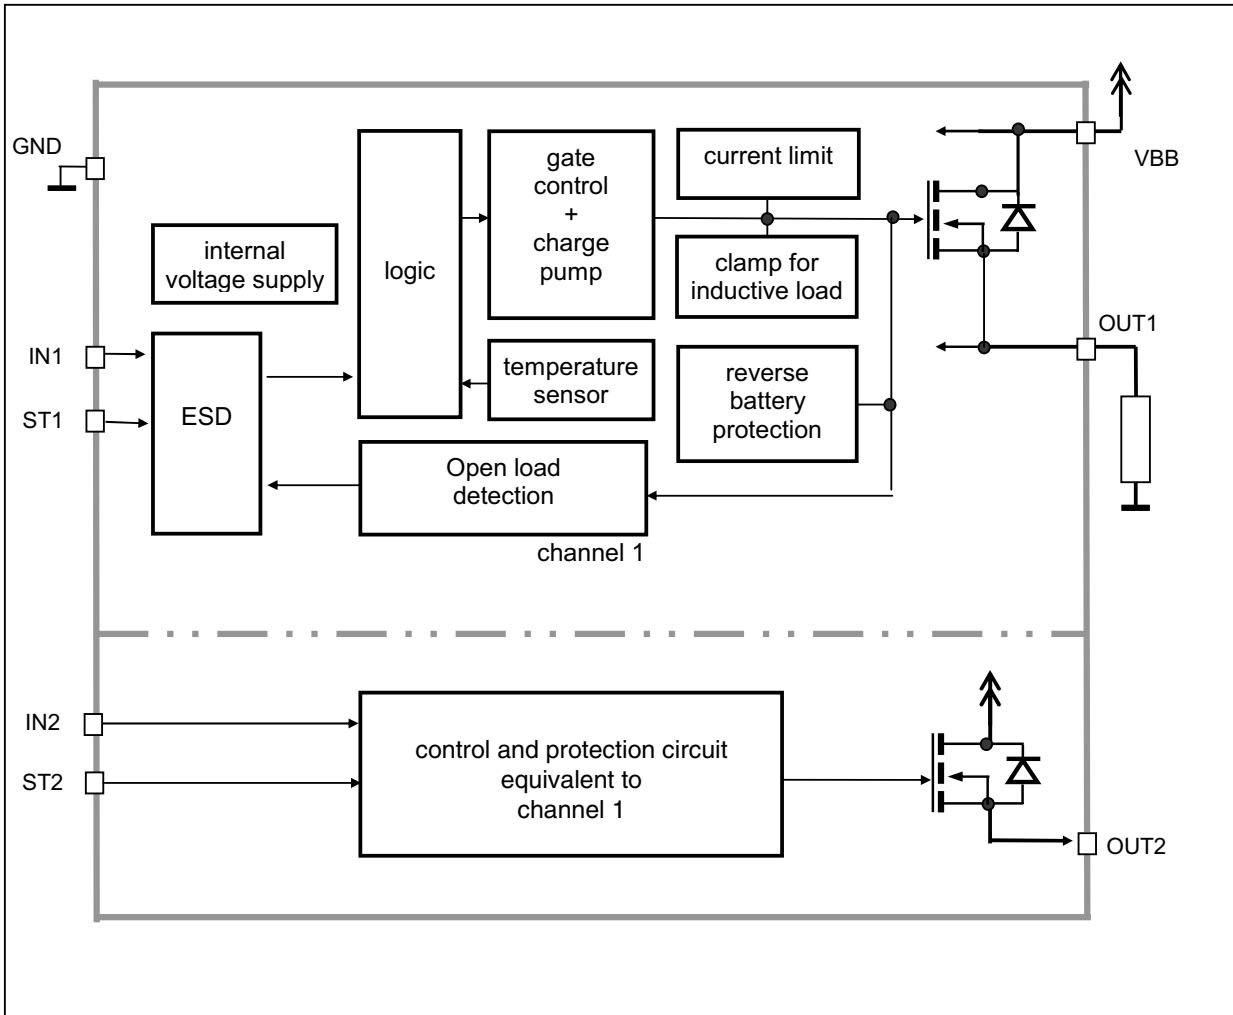 GND
VBB
gate
control
+
charge
pump
current limit
internal
voltage supply
logic
clamp for
inductive load
OUT1
IN1
ST1
ESD
temperature
sensor
reverse
battery
protection
Open load
detection
channel 1
IN2
ST2
control and protection circuit
equivalent to
channel 1
OUT2